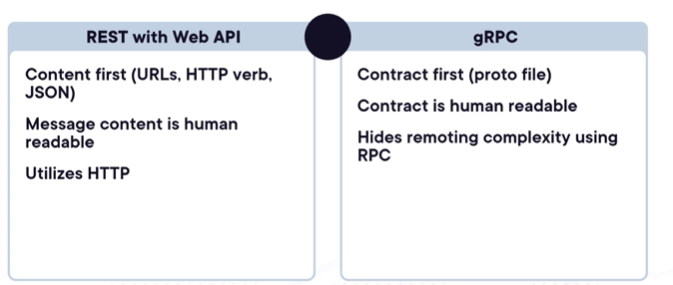 REST with Web API
Content first (URLs, HTTP verb,
JSON)
Message content is human
readable
Utilizes HTTP
gRPC
Contract first (proto file)
Contract is human readable
Hides remoting complexity using
RPC